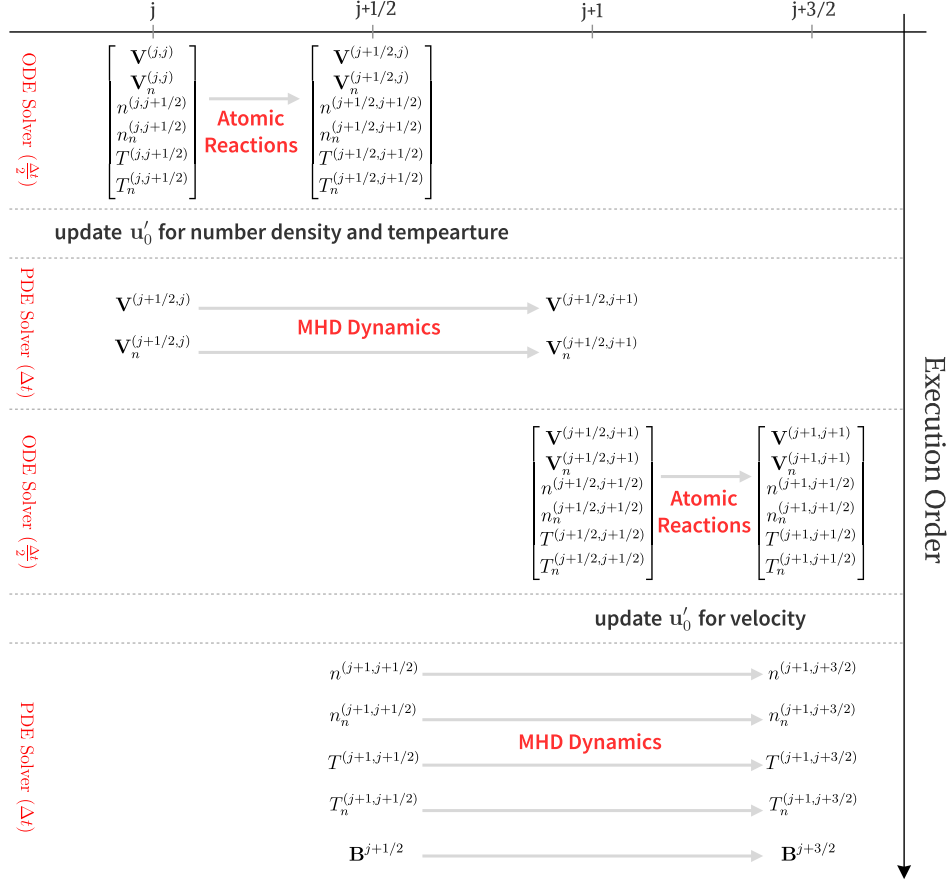 j j+1/2 j+1 j+3/2
ODE Solver (Δt/2)
V^(j,j) V^(j+1/2,j)
V_n^(j,j) V_n^(j+1/2,j)
n^(j,j+1/2) n^(j+1/2,j+1/2)
n_n^(j,j+1/2) n_n^(j+1/2,j+1/2)
T^(j,j+1/2) T^(j+1/2,j+1/2)
T_n^(j,j+1/2) T_n^(j+1/2,j+1/2)
Atomic
Reactions
update u′_0 for number density and tempearture
PDE Solver (Δt)
V^(j+1/2,j) V^(j+1/2,j+1)
MHD Dynamics
V_n^(j+1/2,j) V_n^(j+1/2,j+1)
Execution Order
ODE Solver (Δt/2)
V^(j+1/2,j+1) V^(j+1,j+1)
V_n^(j+1/2,j+1) V_n^(j+1,j+1)
n^(j+1/2,j+1/2) n^(j+1,j+1/2)
n_n^(j+1/2,j+1/2) n_n^(j+1,j+1/2)
T^(j+1/2,j+1/2) T^(j+1,j+1/2)
T_n^(j+1/2,j+1/2) T_n^(j+1,j+1/2)
Atomic
Reactions
update u′_0 for velocity
PDE Solver (Δt)
n^(j+1,j+1/2) n^(j+1,j+3/2)
n_n^(j+1,j+1/2) n_n^(j+1,j+3/2)
MHD Dynamics
T^(j+1,j+1/2) T^(j+1,j+3/2)
T_n^(j+1,j+1/2) T_n^(j+1,j+3/2)
B^j+1/2 B^j+3/2